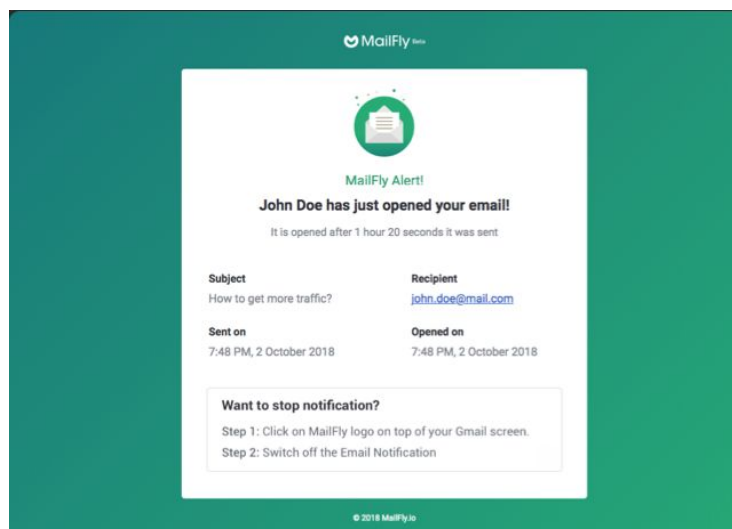 MailFly Beta
MailFly Alert!
John Doe has just opened your email!
It is opened after 1 hour 20 seconds it was sent
Subject
How to get more traffic?
Recipient
john.doe@mail.com
Sent on
7:48 PM, 2 October 2018
Opened on
7:48 PM, 2 October 2018
Want to stop notification?
Step 1: Click on MailFly logo on top of your Gmail screen.
Step 2: Switch off the Email Notification
© 2018 MailFly.io